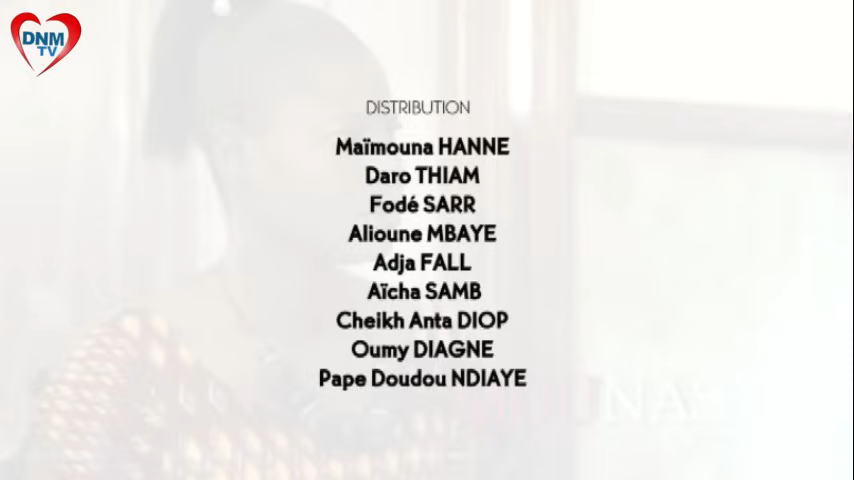 DNM
TV
DISTRIBUTION
Maïmouna HANNE
Daro THIAM
Fodé SARR
Alioune MBAYE
Adja FALL
Aïcha SAMB
Cheikh Anta DIOP
Oumy DIAGNE
Pape Doudou NDIAYE